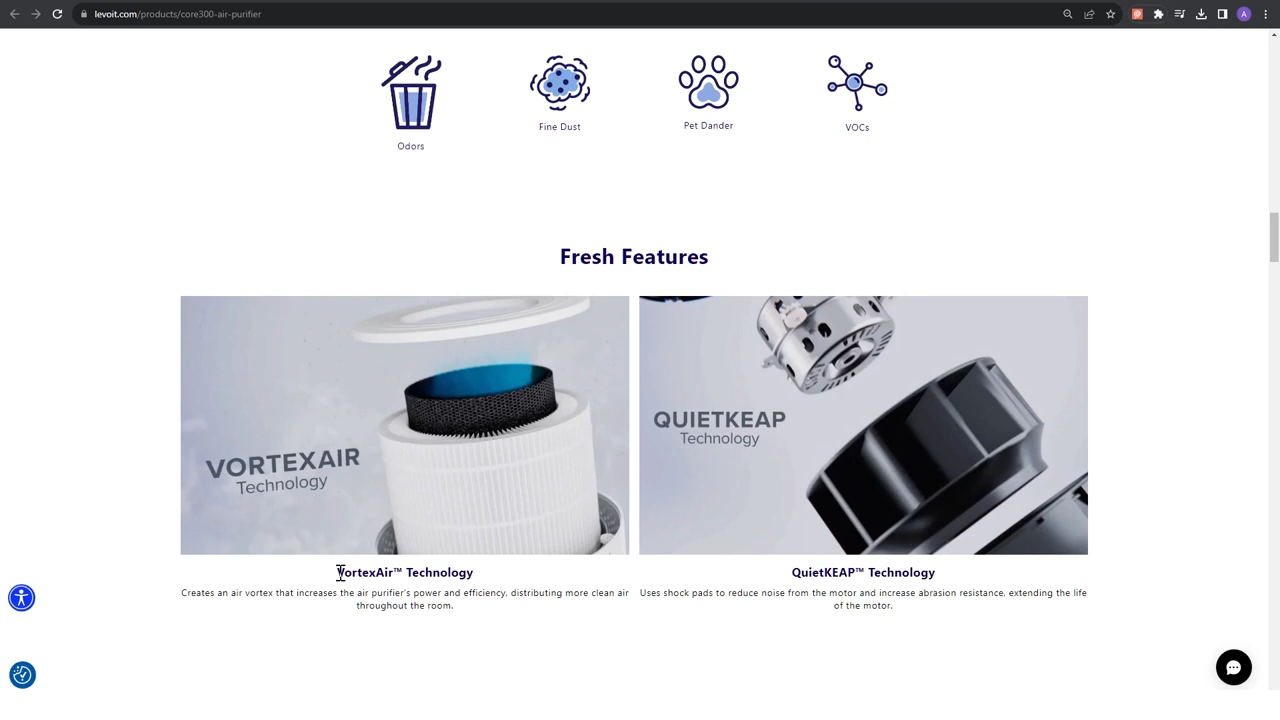 levoit.com/products/core300-air-purifier
A
Odors
Fine Dust
Pet Dander
VOCs
Fresh Features
VORTEXAIR
Technology
QUIETKEAP
Technology
VortexAir™ Technology
Creates an air vortex that increases the air purifier's power and efficiency, distributing more clean air
throughout the room.
QuietKEAP™ Technology
Uses shock pads to reduce noise from the motor and increase abrasion resistance, extending the life
of the motor.